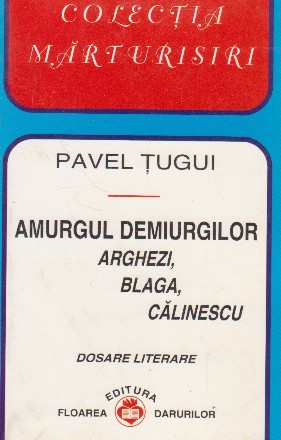 COLECȚIA
MĂRTURISIRI
PAVEL ȚUGUI
AMURGUL DEMIURGILOR
ARGHEZI,
BLAGA,
CĂLINESCU
DOSARE LITERARE
EDITURA
FLOAREA DARURILOR